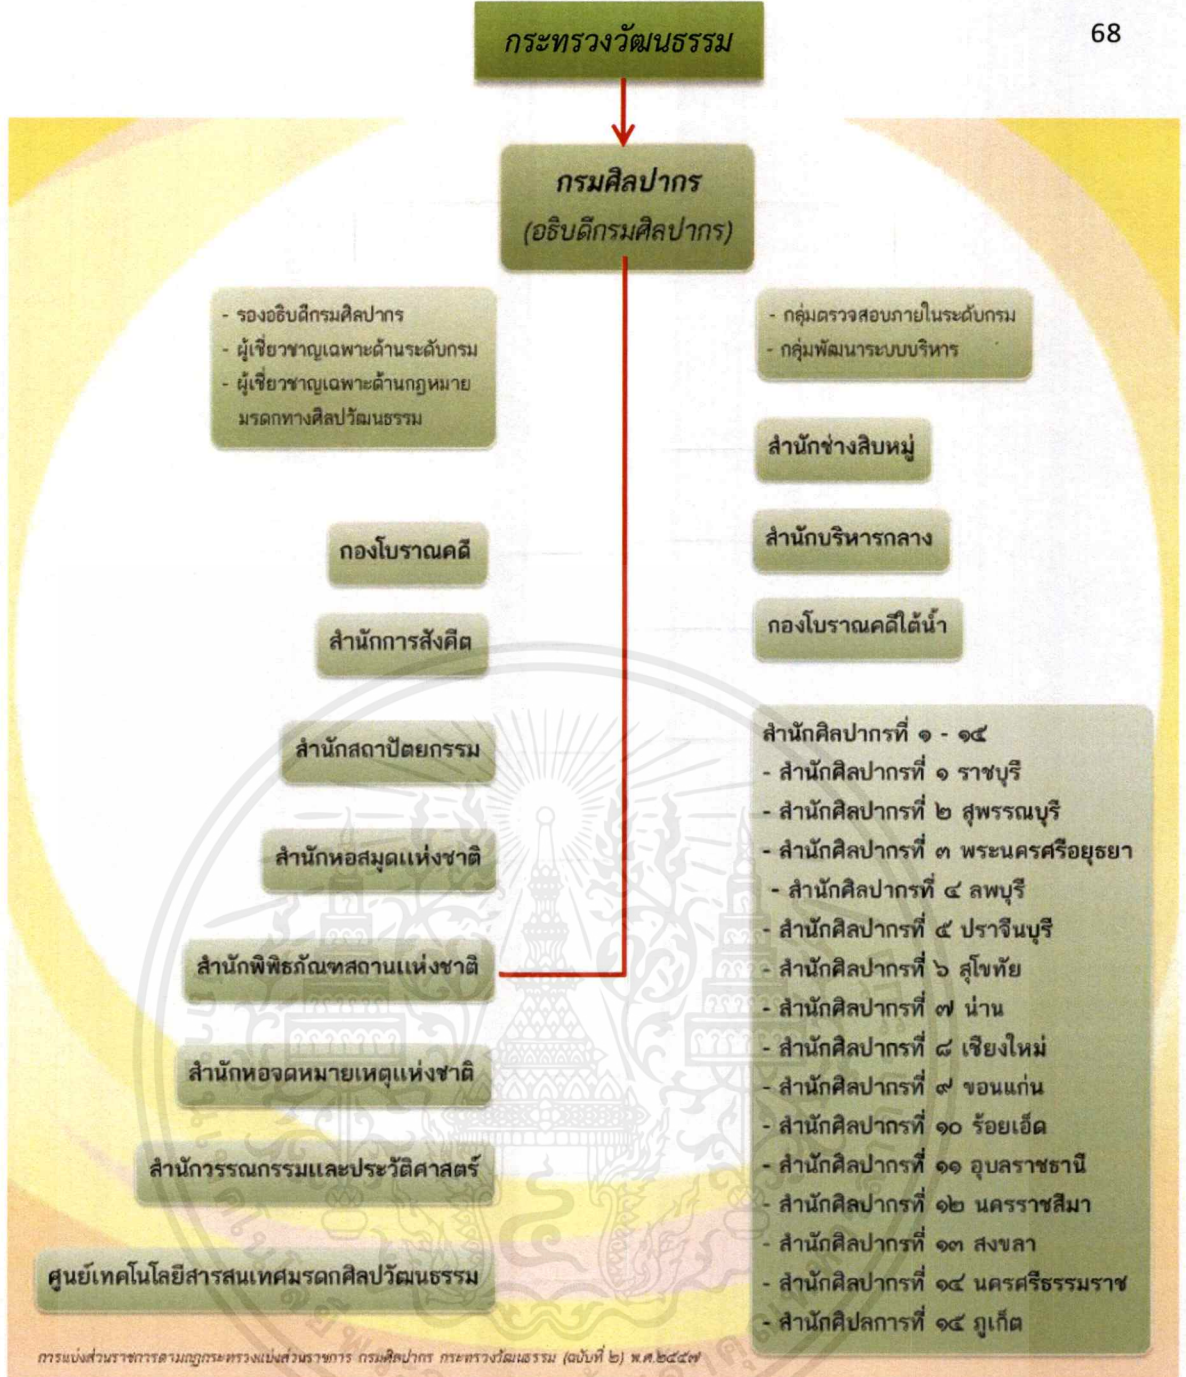 68
กระทรวงวัฒนธรรม
กรมศิลปากร
(อธิบดีกรมศิลปากร)
- รองอธิบดีกรมศิลปากร
- ผู้เชี่ยวชาญเฉพาะด้านระดับกรม
- ผู้เชี่ยวชาญเฉพาะด้านกฎหมาย
มรดกทางศิลปวัฒนธรรม
กองโบราณคดี
สำนักการสังคีต
สำนักสถาปัตยกรรม
สำนักหอสมุดแห่งชาติ
สำนักพิพิธภัณฑสถานแห่งชาติ
สำนักหอจดหมายเหตุแห่งชาติ
สำนักวรรณกรรมและประวัติศาสตร์
ศูนย์เทคโนโลยีสารสนเทศมรดกศิลปวัฒนธรรม
- กลุ่มตรวจสอบภายในระดับกรม
- กลุ่มพัฒนาระบบบริหาร
สำนักช่างสิบหมู่
สำนักบริหารกลาง
กองโบราณคดีใต้น้ำ
สำนักศิลปากรที่ ๑ - ๑๕
- สำนักศิลปากรที่ ๑ ราชบุรี
- สำนักศิลปากรที่ ๒ สุพรรณบุรี
- สำนักศิลปากรที่ ๓ พระนครศรีอยุธยา
- สำนักศิลปากรที่ ๔ ลพบุรี
- สำนักศิลปากรที่ ๕ ปราจีนบุรี
- สำนักศิลปากรที่ ๖ สุโขทัย
- สำนักศิลปากรที่ ๗ น่าน
- สำนักศิลปากรที่ ๘ เชียงใหม่
- สำนักศิลปากรที่ ๙ ขอนแก่น
- สำนักศิลปากรที่ ๑๐ ร้อยเอ็ด
- สำนักศิลปากรที่ ๑๑ อุบลราชธานี
- สำนักศิลปากรที่ ๑๒ นครราชสีมา
- สำนักศิลปากรที่ ๑๓ สงขลา
- สำนักศิลปากรที่ ๑๔ นครศรีธรรมราช
- สำนักศิปลการที่ ๑๕ ภูเก็ต
การแบ่งส่วนราชการตามกฎกระทรวงแบ่งส่วนราชการ กรมศิลปากร กระทรวงวัฒนธรรม (ฉบับที่ ๒) พ.ศ.๒๕๕๗